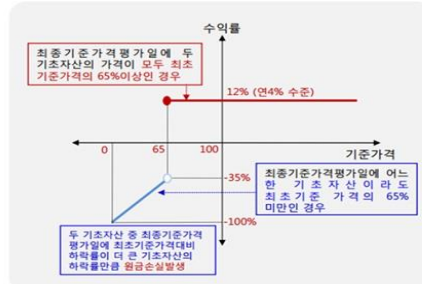 수익률
최종기준가격평가일에 두
기초자산의 가격이 모두 최초
기준가격의 65%이상인 경우
12% (연4% 수준)
0
65
100
기준가격
-35%
최종기준가격평가일에 어느
한 기초자산이라도
최초기준 가격의 65%
미만인 경우
-100%
두 기초자산 중 최종기준가격
평가일에 최초기준가격대비
하락률이 더 큰 기초자산의
하락률만큼 원금손실발생